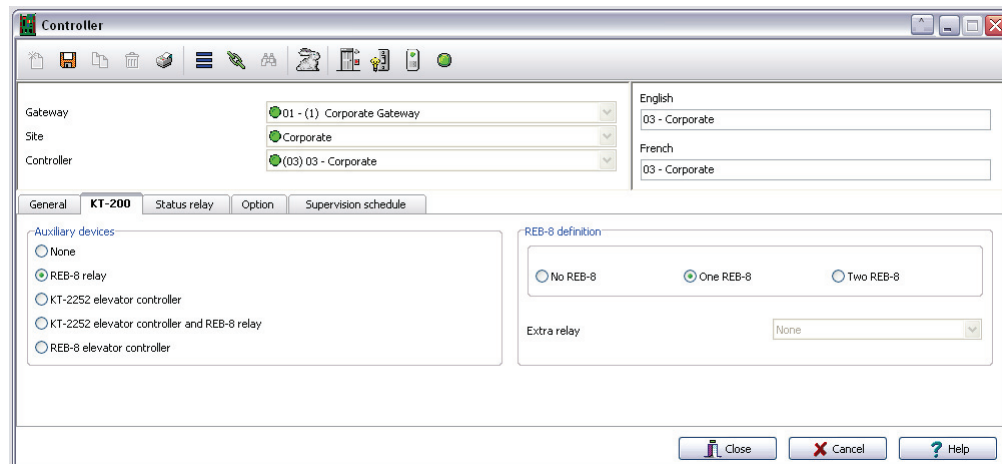 Controller
Gateway
01 - (1) Corporate Gateway
Site
Corporate
Controller
(03) 03 - Corporate
English
03 - Corporate
French
03 - Corporate
General
KT-200
Status relay
Option
Supervision schedule
Auxiliary devices
None
REB-8 relay
KT-2252 elevator controller
KT-2252 elevator controller and REB-8 relay
REB-8 elevator controller
REB-8 definition
No REB-8
One REB-8
Two REB-8
Extra relay
None
Close
Cancel
Help